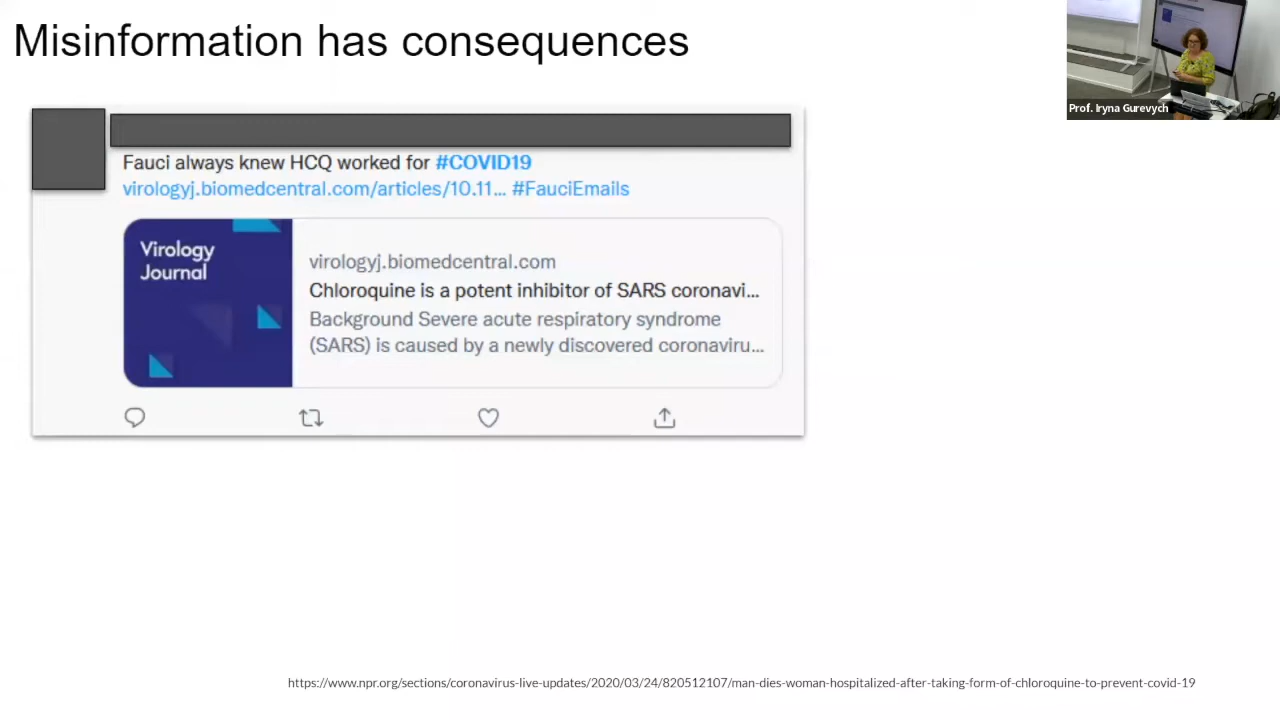 Misinformation has consequences
Prof. Iryna Gurevych
Fauci always knew HCQ worked for #COVID19
virologyj.biomedcentral.com/articles/10.11... #FauciEmails
Virology
Journal
virologyj.biomedcentral.com
Chloroquine is a potent inhibitor of SARS coronavi...
Background Severe acute respiratory syndrome
(SARS) is caused by a newly discovered coronaviru...
https://www.npr.org/sections/coronavirus-live-updates/2020/03/24/820512107/man-dies-woman-hospitalized-after-taking-form-of-chloroquine-to-prevent-covid-19